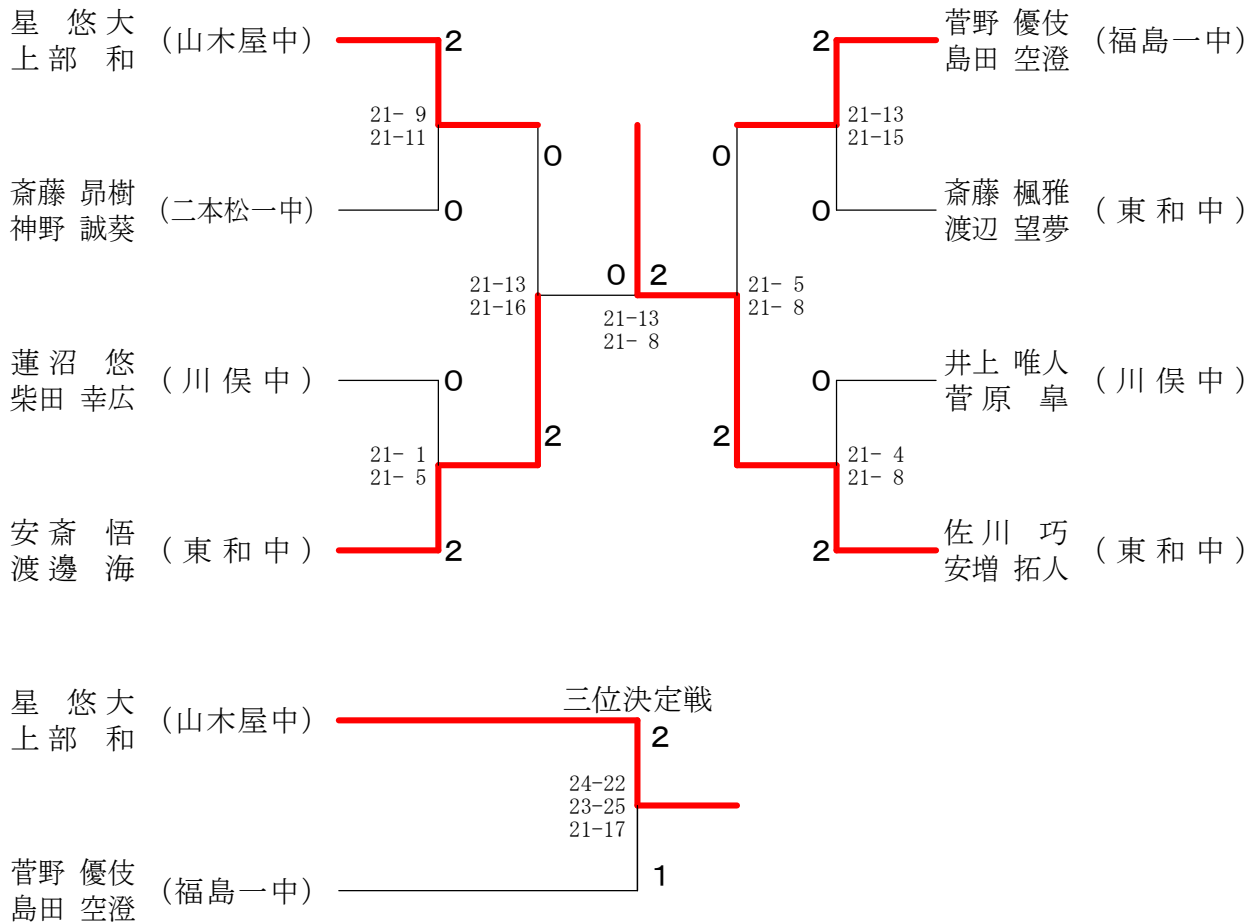 星 悠大
上部 和
(山木屋中)
2
21- 9
21-11
斎藤 昴樹
神野 誠葵
(二本松一中)
0
0
21-13
21-16
蓮沼 悠
柴田 幸広
(川俣中)
0
21- 1
21- 5
2
安斎 悟
渡邊 海
(東和中)
2
0 2
21-13
21- 8
2
菅野 優伎
島田 空澄
(福島一中)
21-13
21-15
0
0
斎藤 楓雅
渡辺 望夢
(東和中)
21- 5
21- 8
0
井上 唯人
菅原 皐
(川俣中)
2
21- 4
21- 8
2
佐川 巧
安増 拓人
(東和中)
三位決定戦
星 悠大
上部 和
(山木屋中)
2
24-22
23-25
21-17
菅野 優伎
島田 空澄
(福島一中)
1